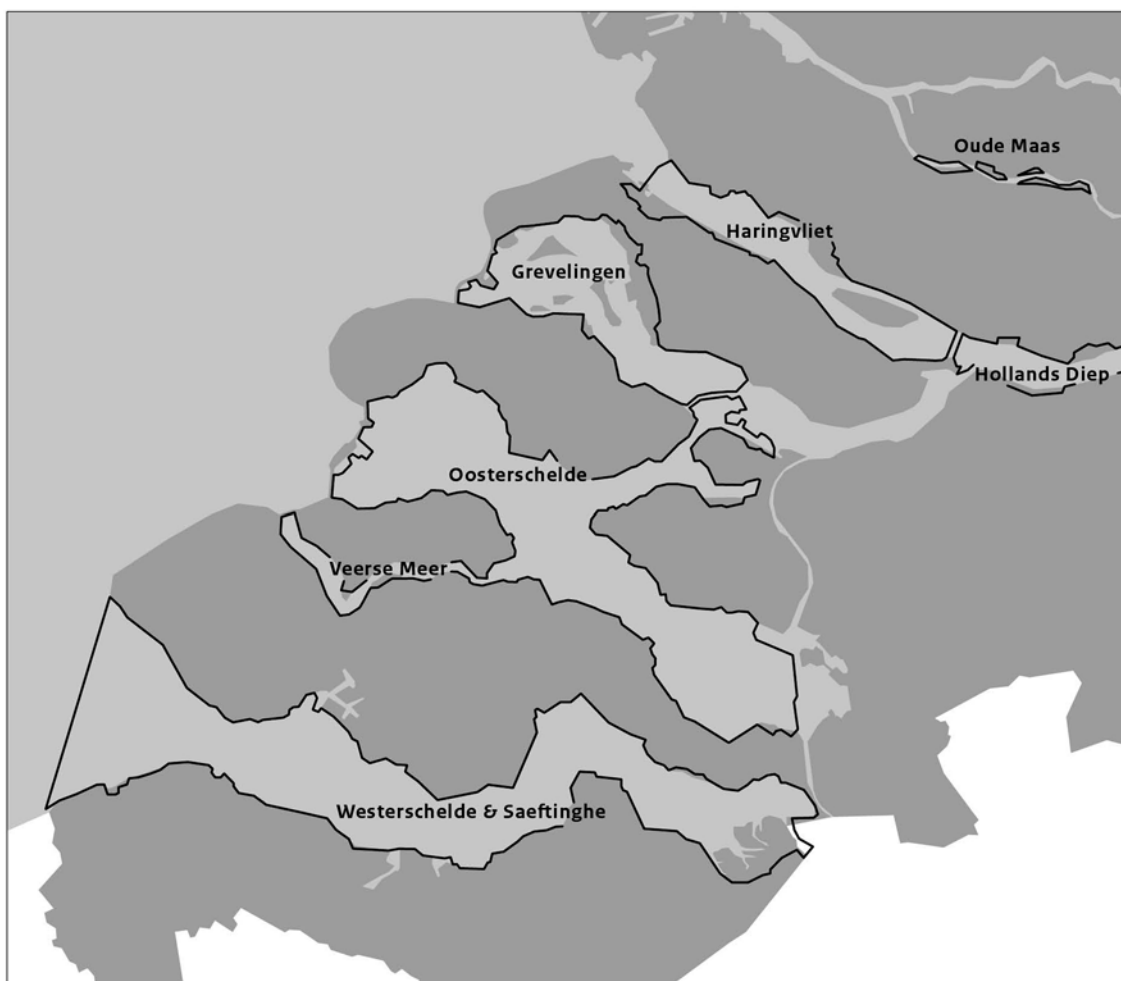 Oude Maas
Haringvliet
Grevelingen
Hollands Diep
Oosterschelde
Veerse Meer
Westerschelde & Saeftinghe